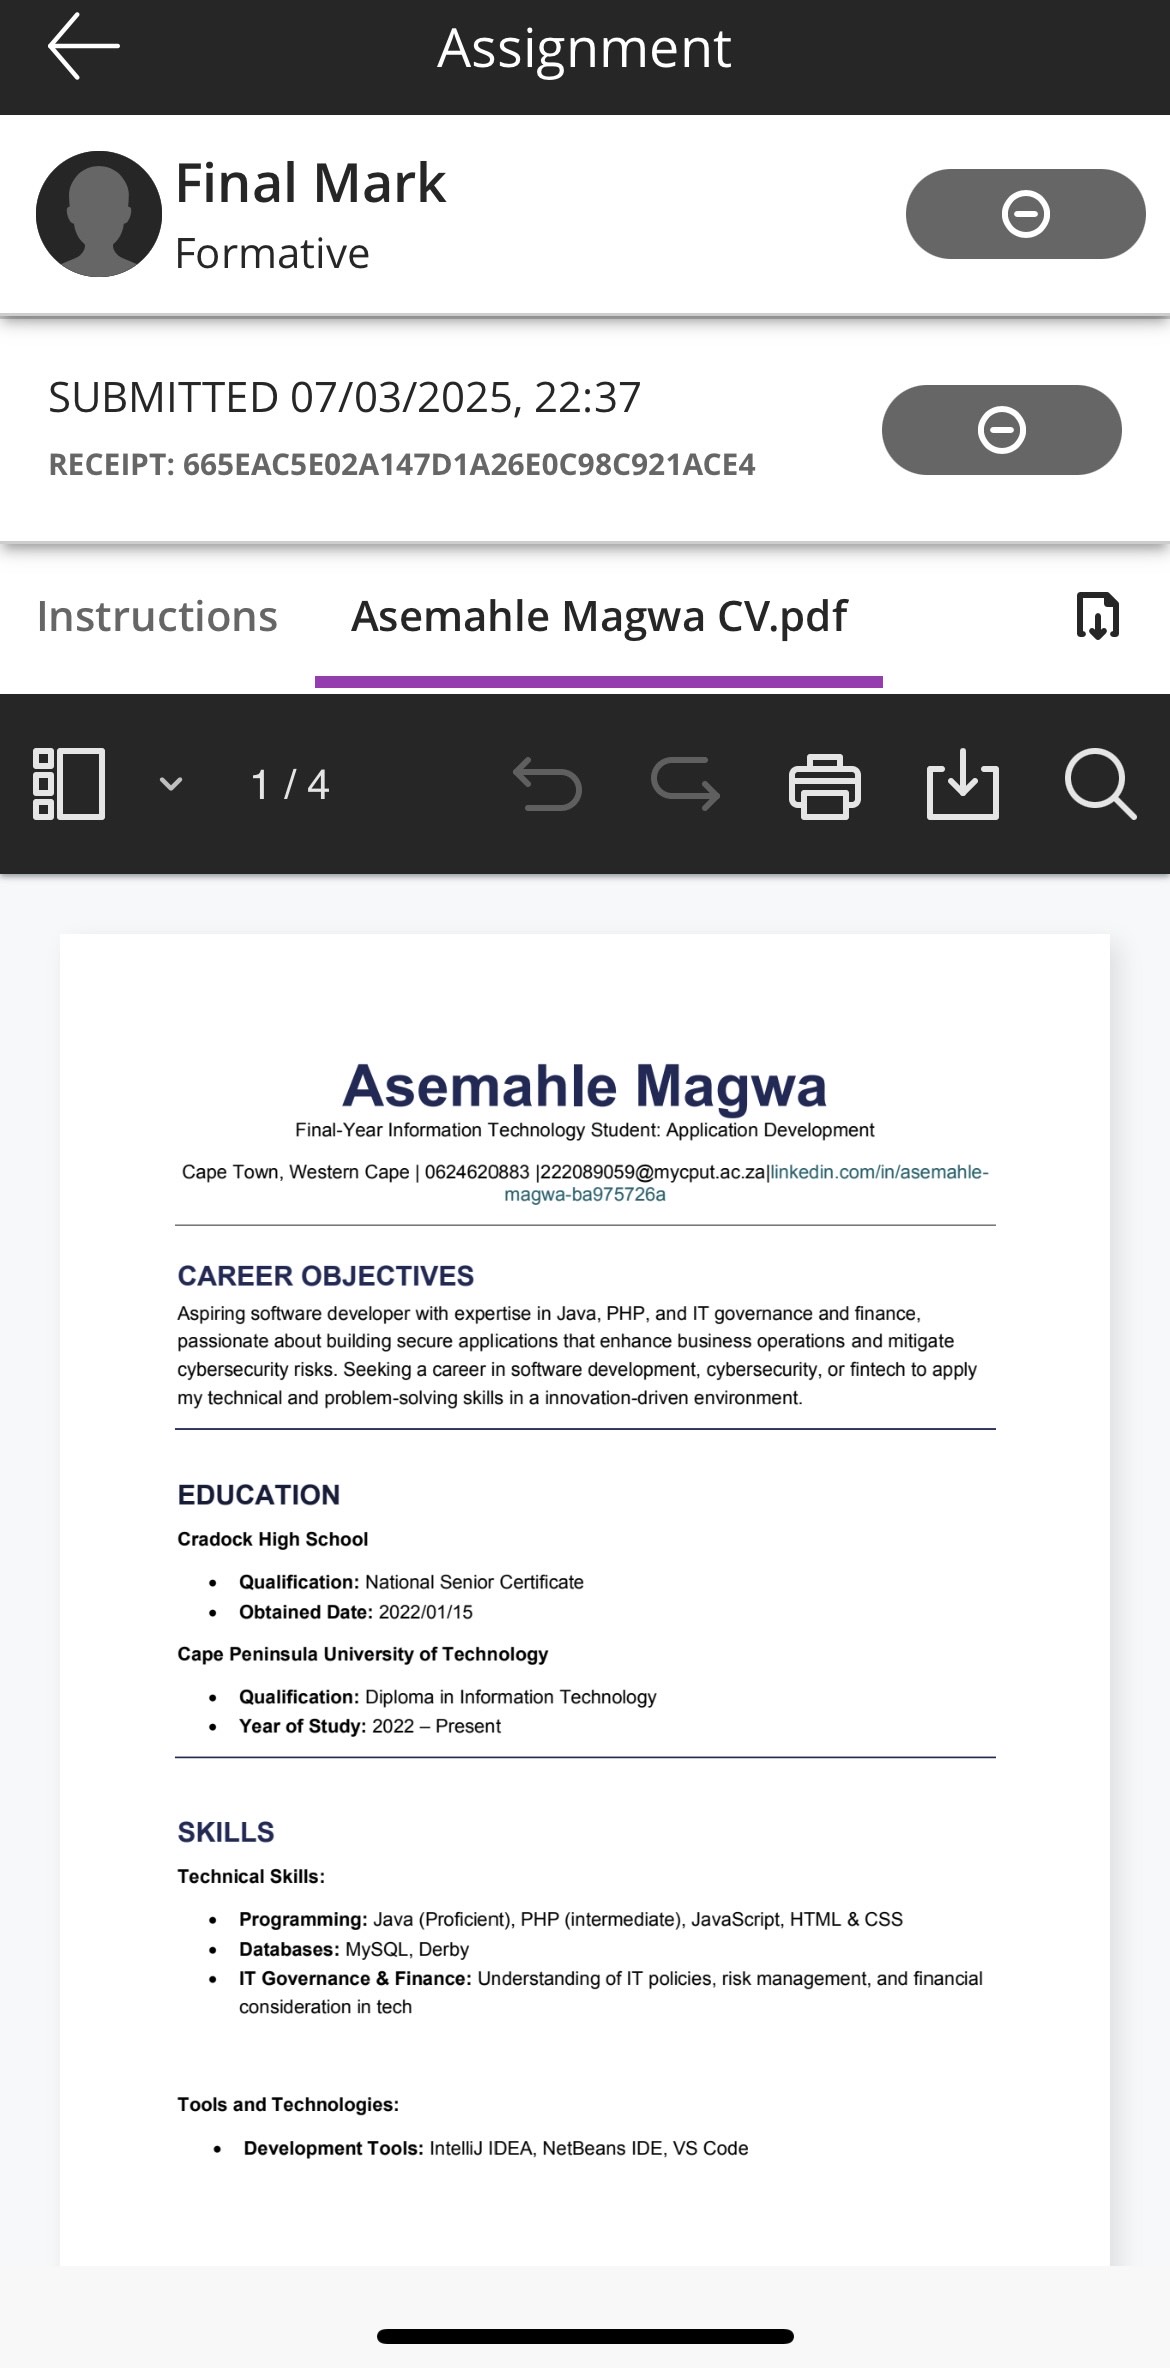 Assignment
Final Mark
Formative
SUBMITTED 07/03/2025, 22:37
RECEIPT: 665EAC5E02A147D1A26E0C98C921ACE4
Instructions
Asemahle Magwa CV.pdf
1 / 4
Asemahle Magwa
Final-Year Information Technology Student: Application Development
Cape Town, Western Cape | 0624620883 |222089059@mycput.ac.za|linkedin.com/in/asemahle-
magwa-ba975726a
CAREER OBJECTIVES
Aspiring software developer with expertise in Java, PHP, and IT governance and finance,
passionate about building secure applications that enhance business operations and mitigate
cybersecurity risks. Seeking a career in software development, cybersecurity, or fintech to apply
my technical and problem-solving skills in a innovation-driven environment.
EDUCATION
Cradock High School
• Qualification: National Senior Certificate
• Obtained Date: 2022/01/15
Cape Peninsula University of Technology
• Qualification: Diploma in Information Technology
• Year of Study: 2022 – Present
SKILLS
Technical Skills:
• Programming: Java (Proficient), PHP (intermediate), JavaScript, HTML & CSS
• Databases: MySQL, Derby
• IT Governance & Finance: Understanding of IT policies, risk management, and financial
consideration in tech
Tools and Technologies:
• Development Tools: IntelliJ IDEA, NetBeans IDE, VS Code